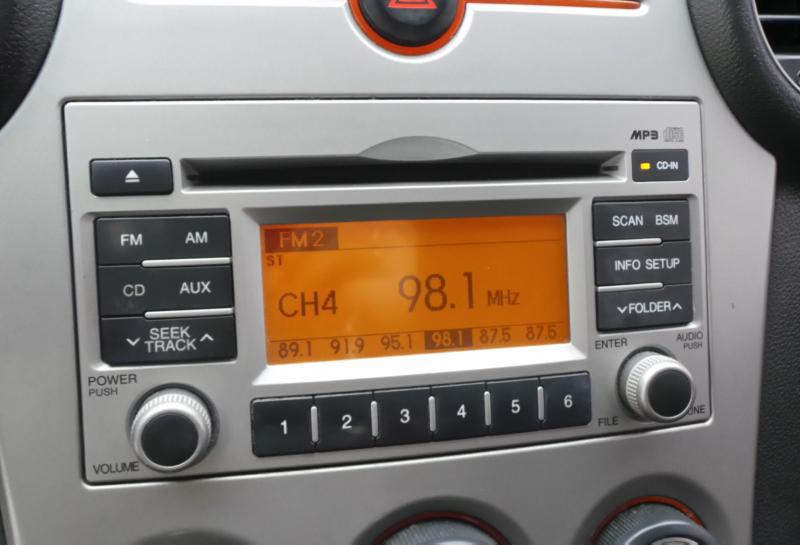 MP3
CD-IN
FM AM
CD AUX
SEEK
TRACK
POWER
PUSH
VOLUME
FM 2
ST
CH4 98.1 MHz
89.1 91.9 95.1 98.1 87.5 87.5
1 2 3 4 5 6
SCAN BSM
INFO SETUP
FOLDER
ENTER
AUDIO
PUSH
FILE